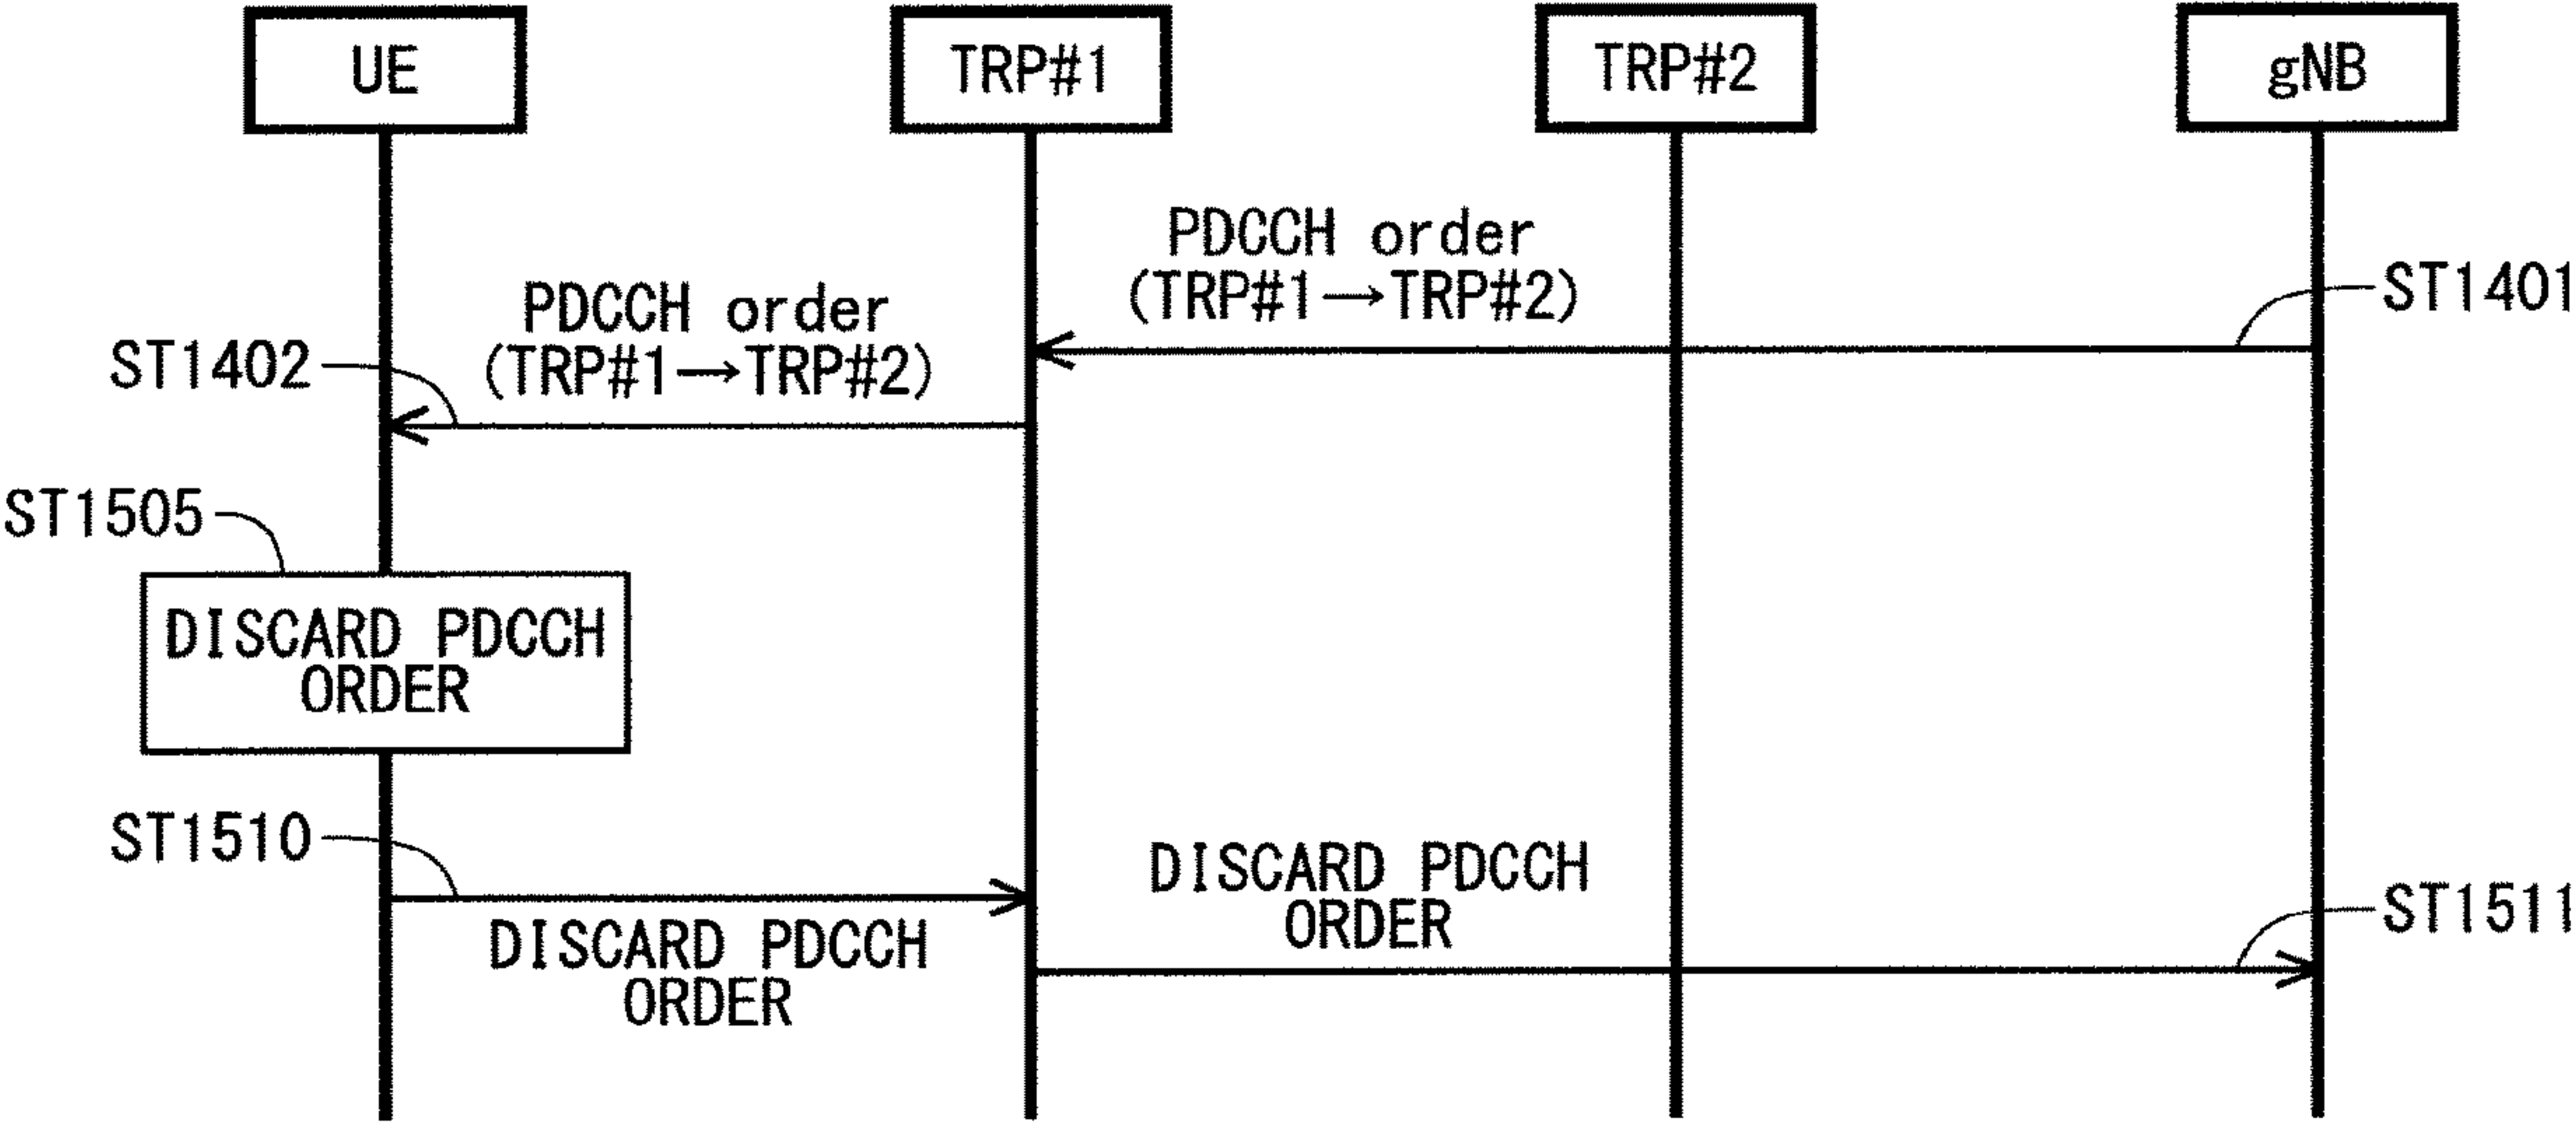 UE
TRP#1
TRP#2
gNB
PDCCH order
(TRP#1→TRP#2)
ST1401
PDCCH order
(TRP#1→TRP#2)
ST1402
ST1505
DISCARD PDCCH
ORDER
ST1510
DISCARD PDCCH
ORDER
DISCARD PDCCH
ORDER
ST1511